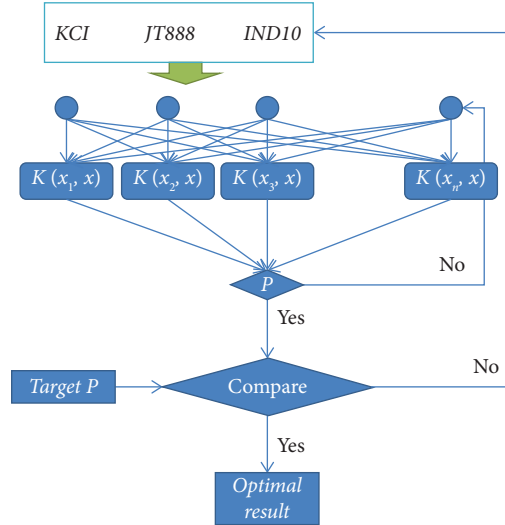 KCI JT888 IND10
K (x1, x) K (x2, x) K (x3, x) K (xn, x)
No
P
Yes
No
Target P Compare
Yes
Optimal
result